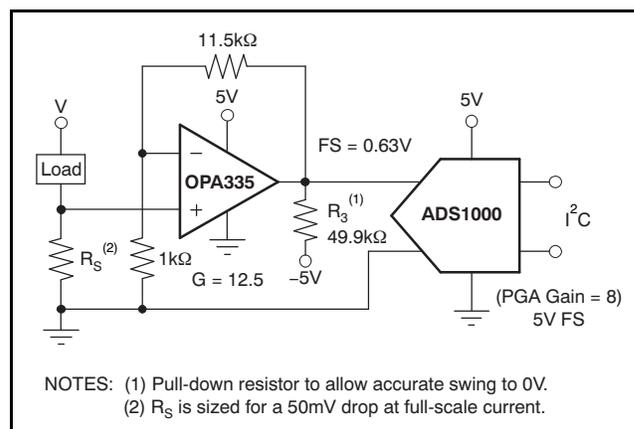 11.5kΩ
5V
V
5V
FS = 0.63V
Load
−
OPA335
+
R3(1)
49.9kΩ
ADS1000
I2C
RS(2)
1kΩ
G = 12.5
−5V
(PGA Gain = 8)
5V FS
NOTES: (1) Pull-down resistor to allow accurate swing to 0V.
(2) RS is sized for a 50mV drop at full-scale current.